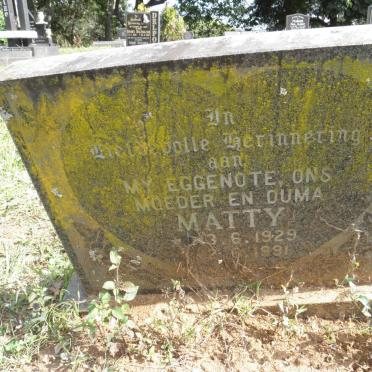 In
Liefdevolle Herinnering
aan
MY EGGENOTE, ONS
MOEDER EN OUMA
MATTY
3.6.1929
1991